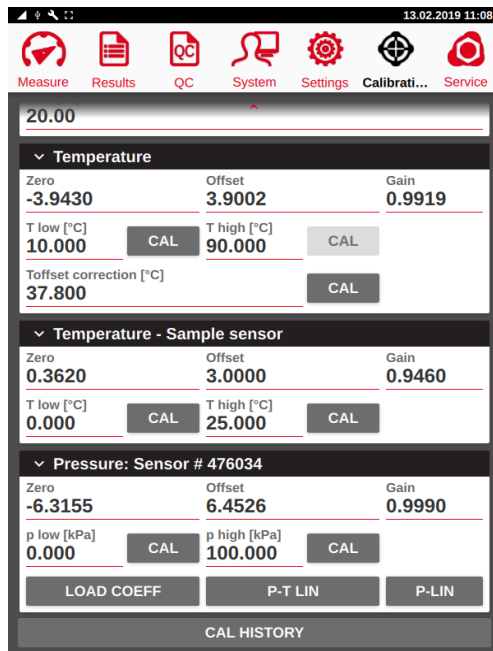 13.02.2019 11:08
Measure Results QC System Settings Calibrati... Service
QC
20.00
Temperature
Zero Offset Gain
-3.9430 3.9002 0.9919
T low [°C] T high [°C]
10.000 CAL 90.000 CAL
Toffset correction [°C]
37.800 CAL
Temperature - Sample sensor
Zero Offset Gain
0.3620 3.0000 0.9460
T low [°C] T high [°C]
0.000 CAL 25.000 CAL
Pressure: Sensor # 476034
Zero Offset Gain
-6.3155 6.4526 0.9990
p low [kPa] p high [kPa]
0.000 CAL 100.000 CAL
LOAD COEFF P-T LIN P-LIN
CAL HISTORY